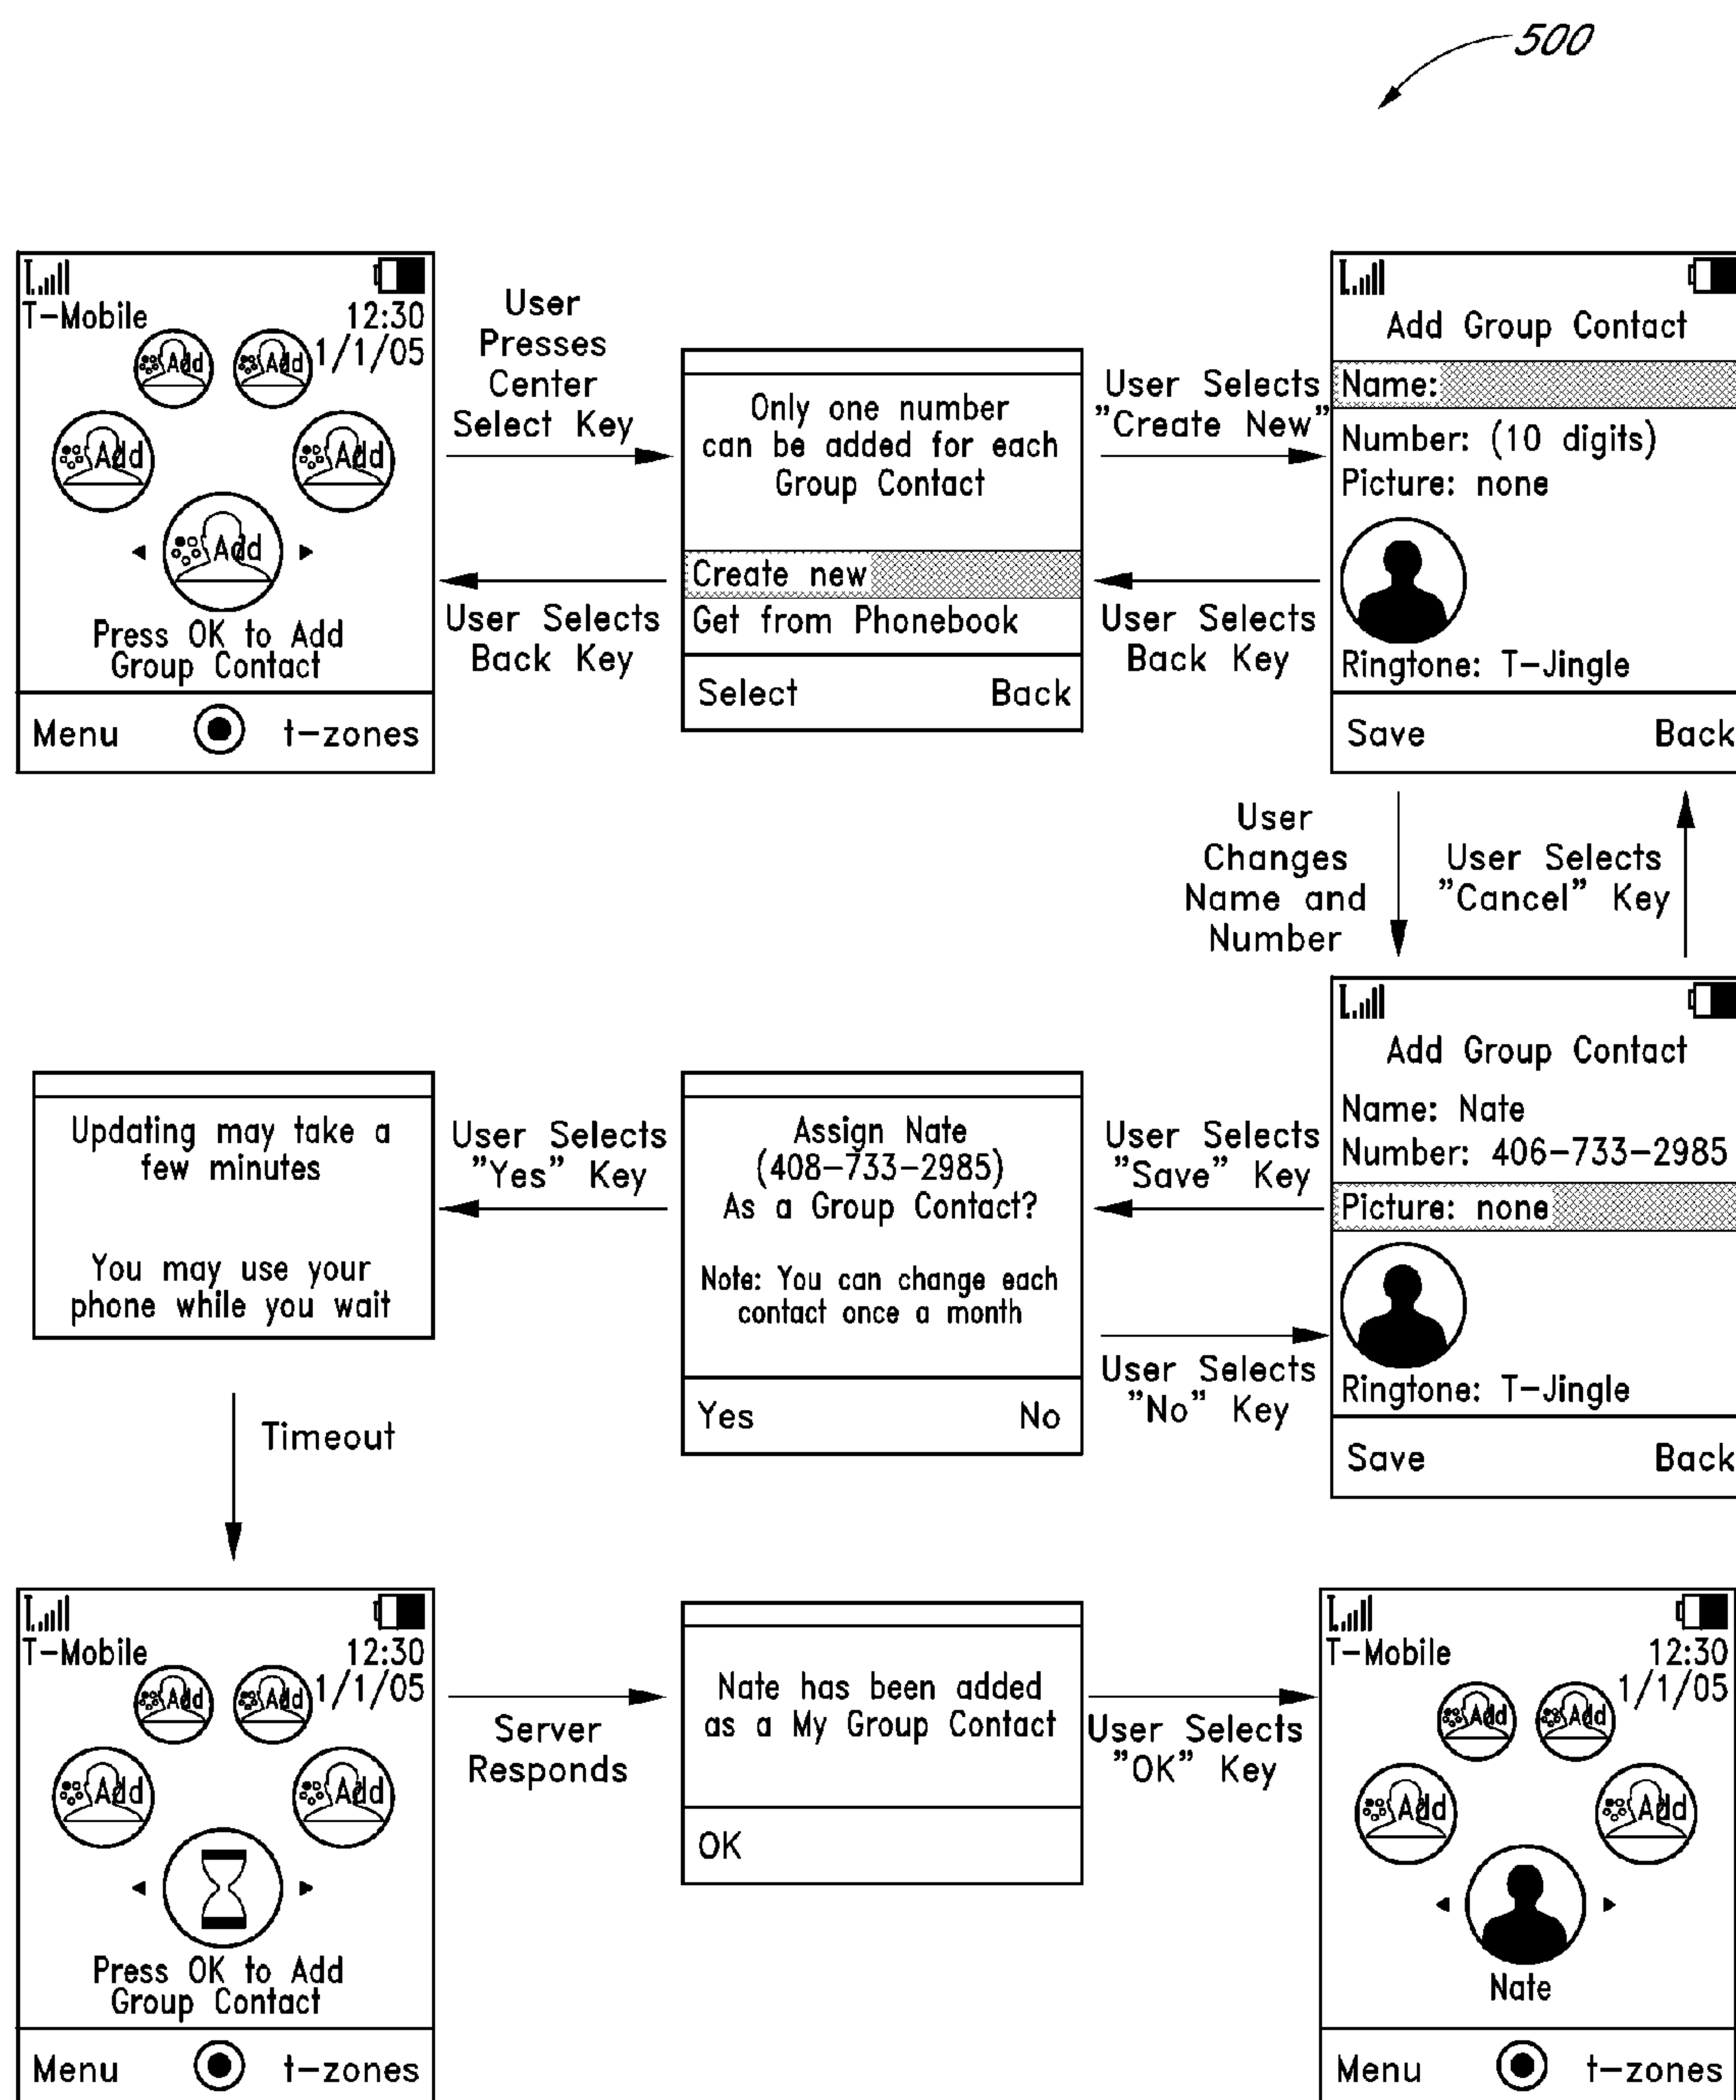 500
T-Mobile
12:30
1/1/05
Add
Add
Add
Add
Add
Press OK to Add
Group Contact
Menu
t-zones
User
Presses
Center
Select Key
User Selects
Back Key
Only one number
can be added for each
Group Contact
Create new
Get from Phonebook
Select
Back
User Selects
"Create New"
User Selects
Back Key
Add Group Contact
Name:
Number: (10 digits)
Picture: none
Ringtone: T-Jingle
Save
Back
User
Changes
Name and
Number
User Selects
"Cancel" Key
Add Group Contact
Name: Nate
Number: 406-733-2985
Picture: none
Ringtone: T-Jingle
Save
Back
User Selects
"Save" Key
User Selects
"No" Key
Assign Nate
(408-733-2985)
As a Group Contact?
Note: You can change each
contact once a month
Yes
No
User Selects
"Yes" Key
Updating may take a
few minutes
You may use your
phone while you wait
Timeout
T-Mobile
12:30
1/1/05
Add
Add
Add
Add
Press OK to Add
Group Contact
Menu
t-zones
Server
Responds
Nate has been added
as a My Group Contact
OK
User Selects
"OK" Key
T-Mobile
12:30
1/1/05
Add
Add
Add
Add
Nate
Menu
t-zones